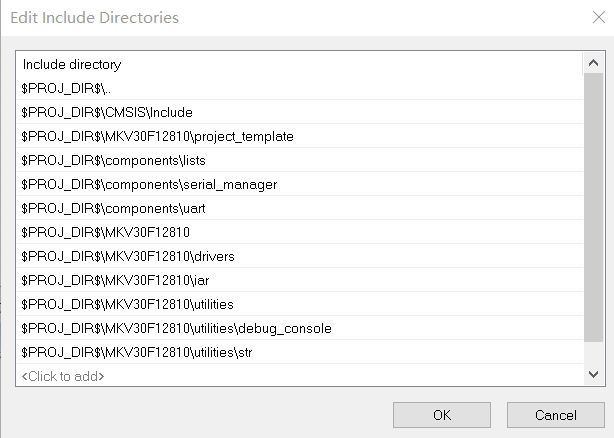 Edit Include Directories
Include directory
$PROJ_DIR$\..
$PROJ_DIR$\CMSIS\Include
$PROJ_DIR$\MKV30F12810\project_template
$PROJ_DIR$\components\lists
$PROJ_DIR$\components\serial_manager
$PROJ_DIR$\components\uart
$PROJ_DIR$\MKV30F12810
$PROJ_DIR$\MKV30F12810\drivers
$PROJ_DIR$\MKV30F12810\iar
$PROJ_DIR$\MKV30F12810\utilities
$PROJ_DIR$\MKV30F12810\utilities\debug_console
$PROJ_DIR$\MKV30F12810\utilities\str
<Click to add>
OK Cancel